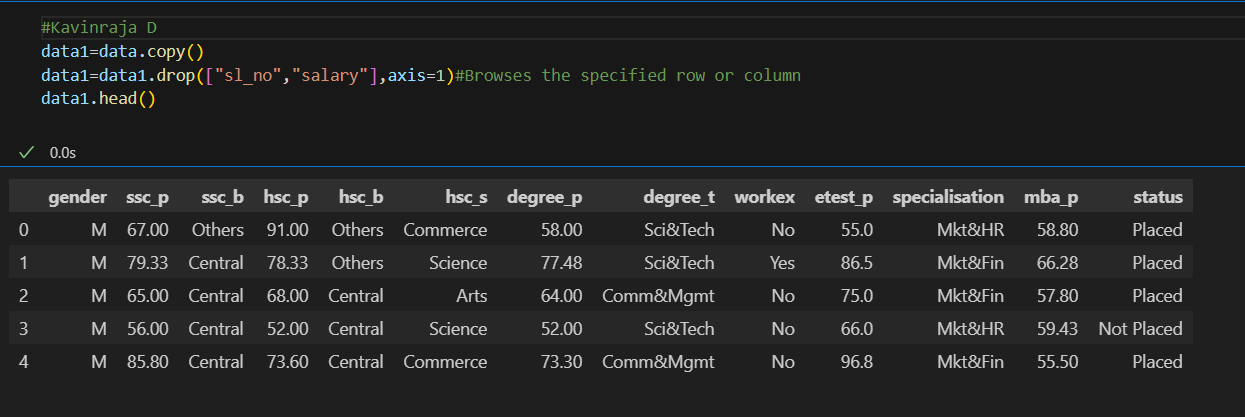 #Kavinraja D
data1=data.copy()
data1=data1.drop(["sl_no","salary"],axis=1)#Browses the specified row or column
data1.head()
0.0s
gender ssc_p ssc_b hsc_p hsc_b hsc_s degree_p degree_t workex etest_p specialisation mba_p status
0 M 67.00 Others 91.00 Others Commerce 58.00 Sci&Tech No 55.0 Mkt&HR 58.80 Placed
1 M 79.33 Central 78.33 Others Science 77.48 Sci&Tech Yes 86.5 Mkt&Fin 66.28 Placed
2 M 65.00 Central 68.00 Central Arts 64.00 Comm&Mgmt No 75.0 Mkt&Fin 57.80 Placed
3 M 56.00 Central 52.00 Central Science 52.00 Sci&Tech No 66.0 Mkt&HR 59.43 Not Placed
4 M 85.80 Central 73.60 Central Commerce 73.30 Comm&Mgmt No 96.8 Mkt&Fin 55.50 Placed